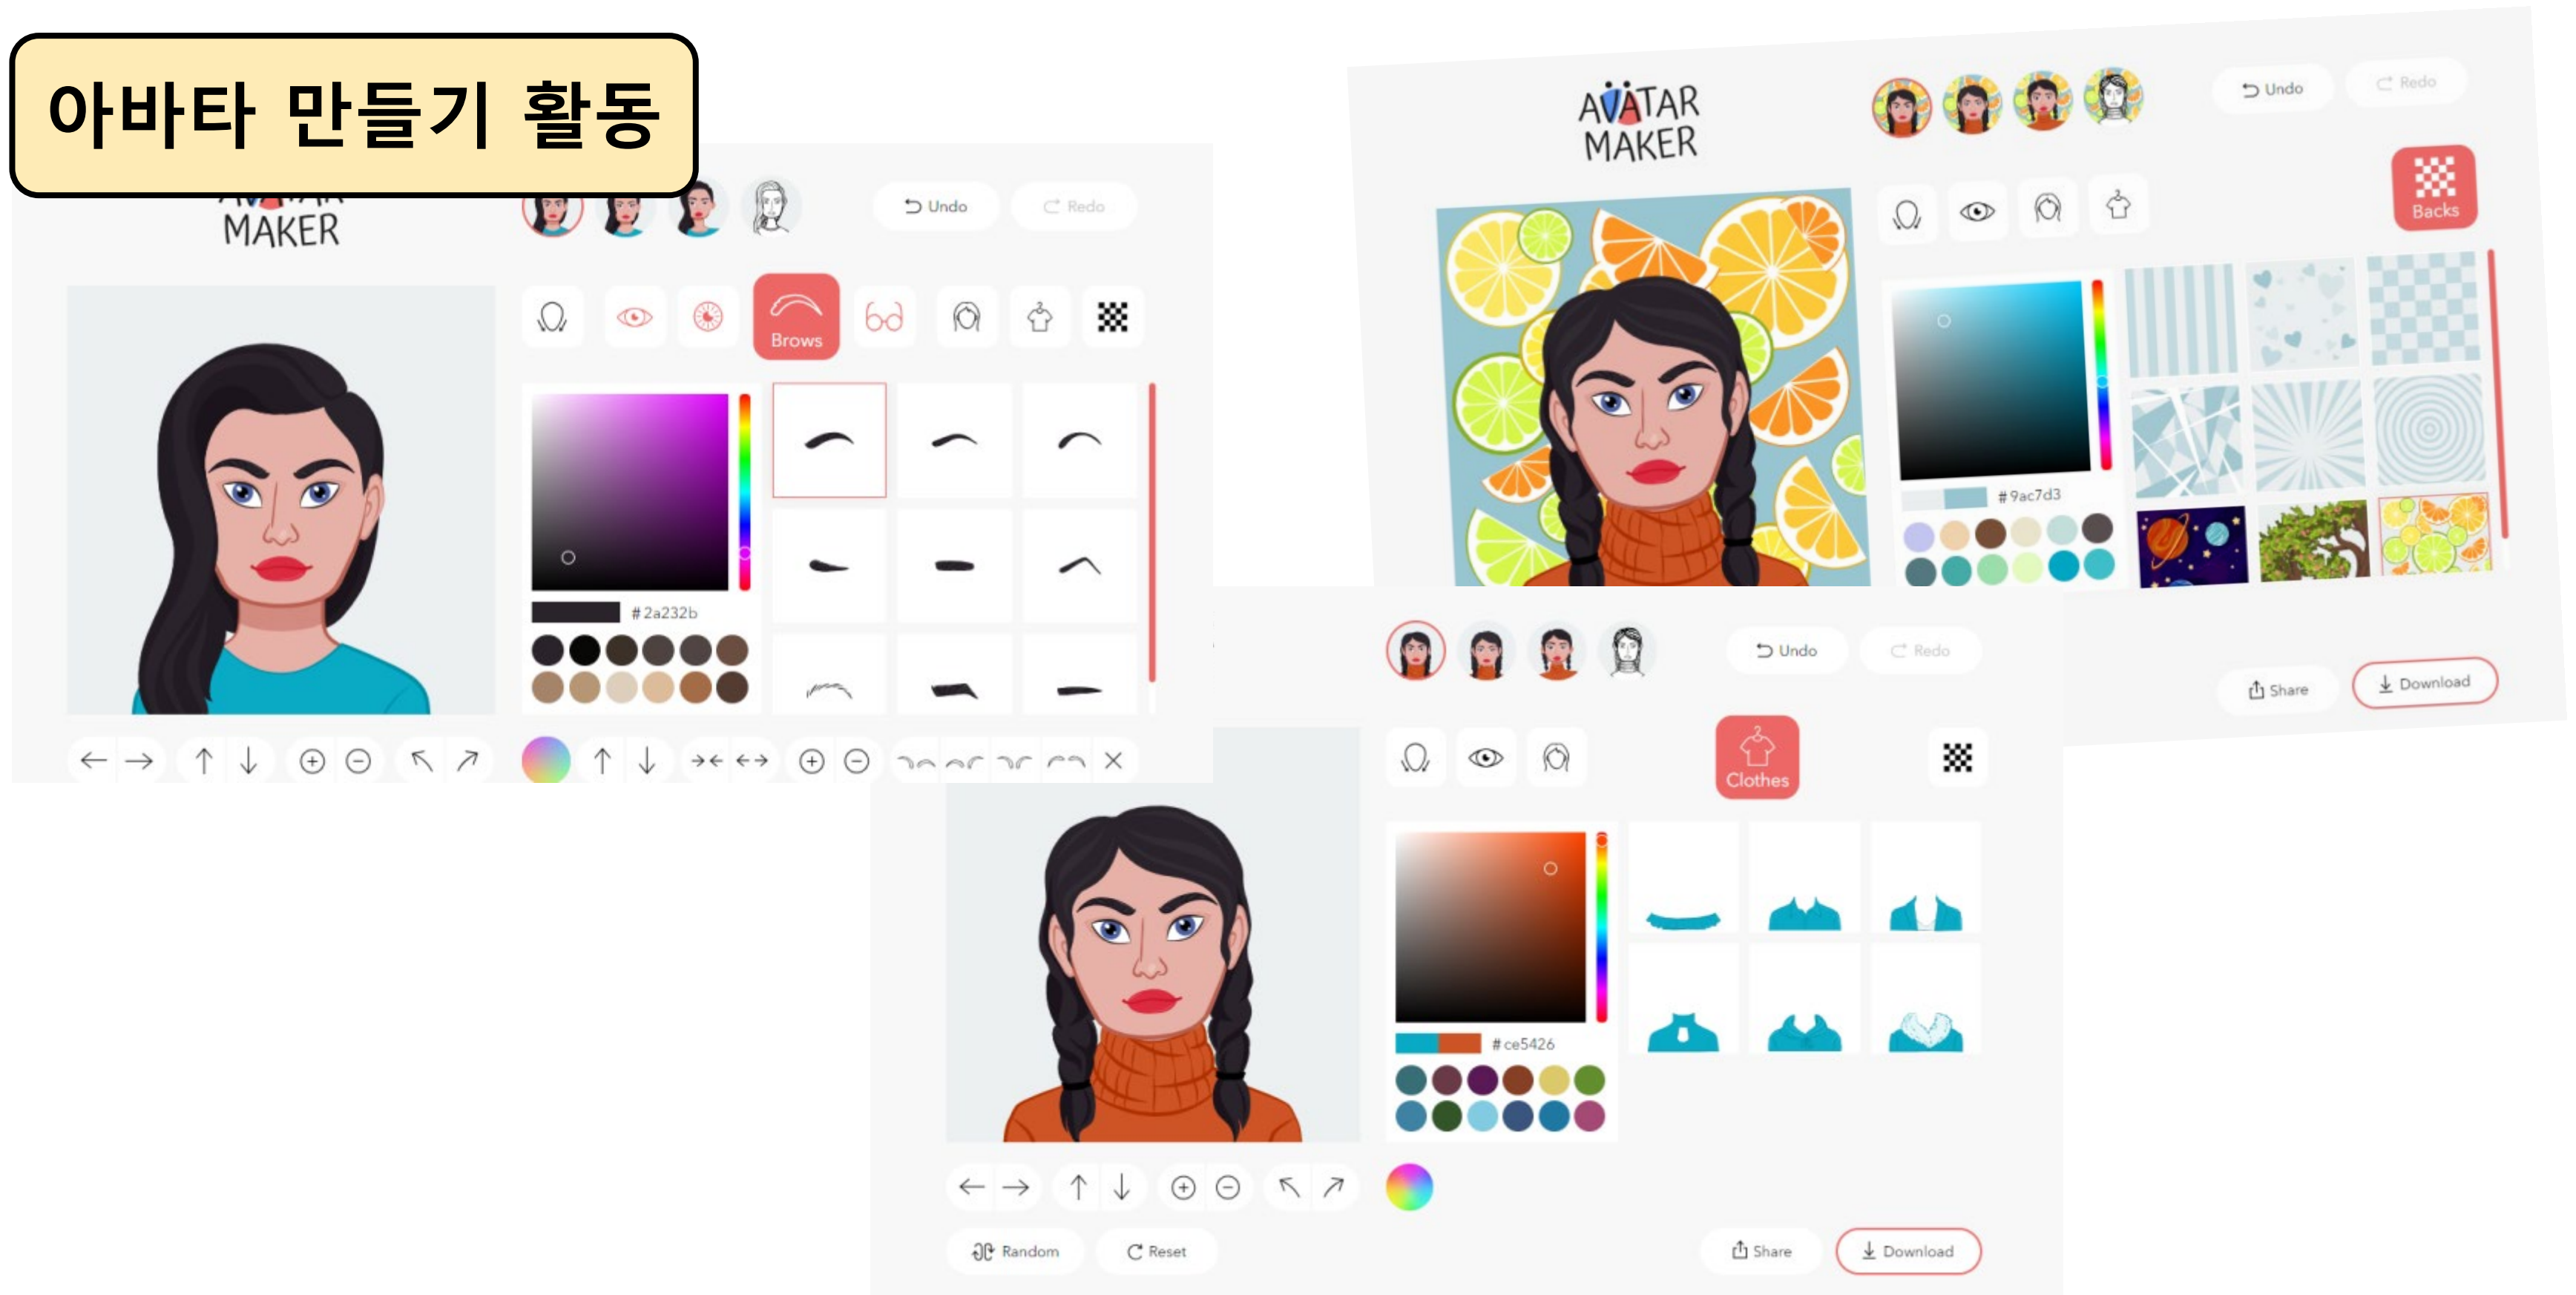 아바타 만들기 활동
MAKER
Undo
Redo
Brows
#2a232b
AVATAR
MAKER
Undo
Redo
Backs
#9ac7d3
Share
Download
Undo
Redo
Clothes
#ce5426
Random
Reset
Share
Download